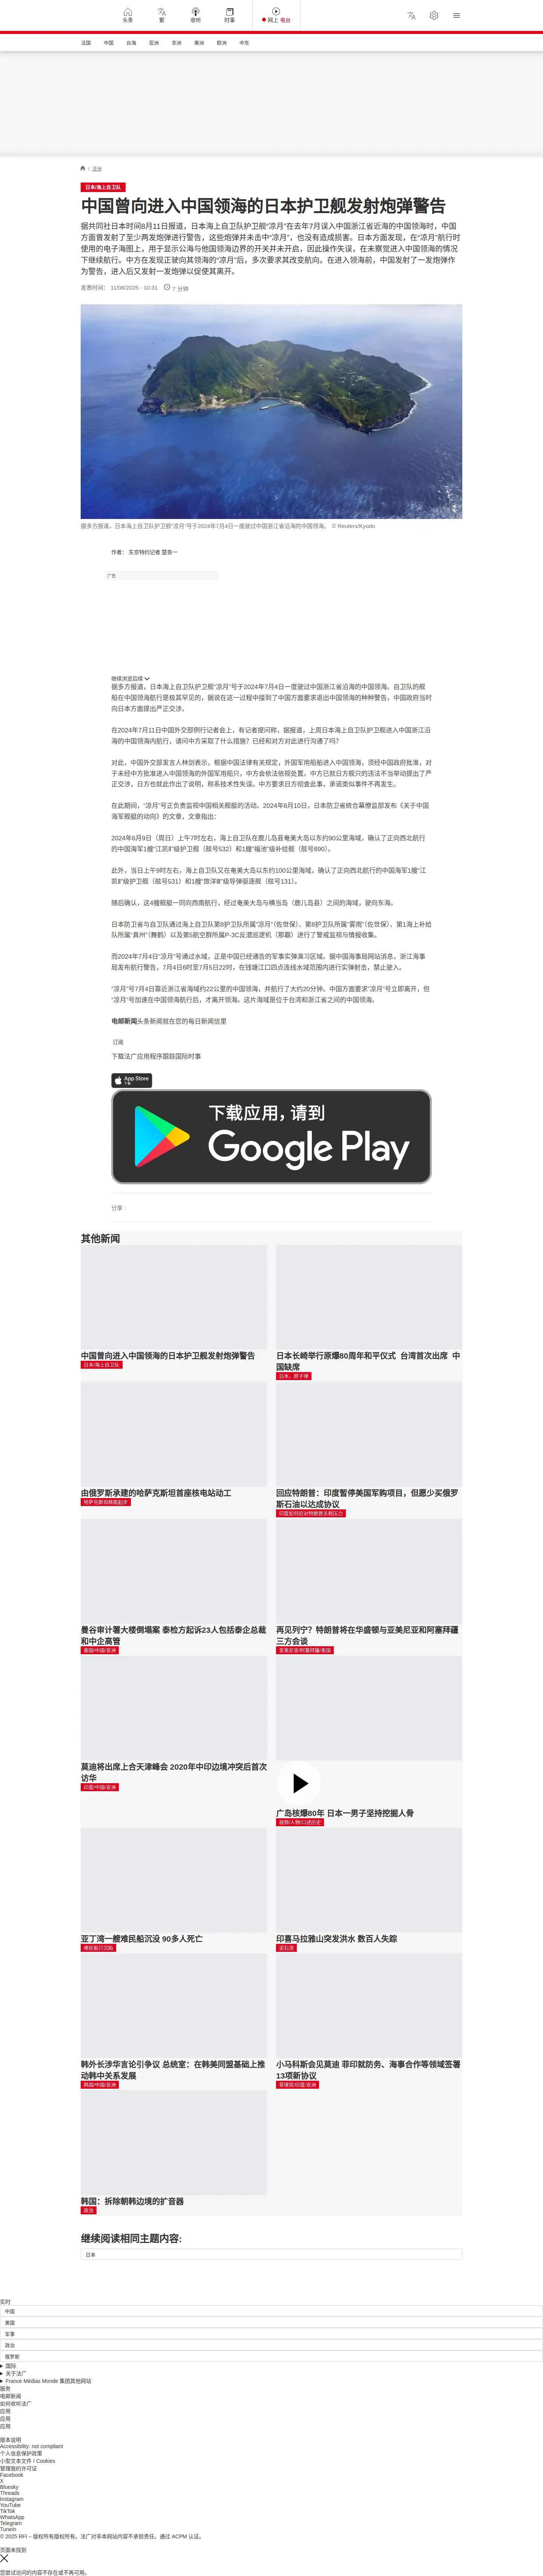 头条
繁
收听
时事
网上 电台
法国
中国
台海
亚洲
非洲
美洲
欧洲
中东
/ 亚洲
日本/海上自卫队
中国曾向进入中国领海的日本护卫舰发射炮弹警告
据共同社日本时间8月11日报道，日本海上自卫队护卫舰“凉月”在去年7月误入中国浙江省近海的中国领海时，中国
方面曾发射了至少两发炮弹进行警告，这些炮弹并未击中“凉月”，也没有造成损害。日本方面发现，在“凉月”航行时
使用的电子海图上，用于显示公海与他国领海边界的开关并未开启，因此操作失误，在未察觉进入中国领海的情况
下继续航行。中方在发现正驶向其领海的“凉月”后，多次要求其改变航向。在进入领海前，中国发射了一发炮弹作
为警告，进入后又发射一发炮弹以促使其离开。
发表时间： 11/08/2025 - 10:31
7 分钟
据多方报道，日本海上自卫队护卫舰“凉月”号于2024年7月4日一度驶过中国浙江省沿海的中国领海。 © Reuters/Kyodo
作者： 东京特约记者 楚良一
广告
继续浏览后续
据多方报道，日本海上自卫队护卫舰“凉月”号于2024年7月4日一度驶过中国浙江省沿海的中国领海。自卫队的舰
船在中国领海航行是极其罕见的，据说在这一过程中接到了中国方面要求退出中国领海的种种警告，中国政府当时
向日本方面提出严正交涉。
在2024年7月11日中国外交部例行记者会上，有记者提问称，据报道，上周日本海上自卫队护卫舰进入中国浙江沿
海的中国领海内航行，请问中方采取了什么措施？已经和对方对此进行沟通了吗？
对此，中国外交部发言人林剑表示，根据中国法律有关规定，外国军用船舶进入中国领海，须经中国政府批准，对
于未经中方批准进入中国领海的外国军用船只，中方会依法依规处置。中方已就日方舰只的违法不当举动提出了严
正交涉，日方也就此作出了说明，称系技术性失误。中方要求日方彻查此事，承诺类似事件不再发生。
在此期间，“凉月”号正负责监视中国相关舰艇的活动。2024年6月10日，日本防卫省统合幕僚监部发布《关于中国
海军舰艇的动向》的文章，文章指出：
2024年6月9日（周日）上午7时左右，海上自卫队在鹿儿岛县奄美大岛以东约90公里海域，确认了正向西北航行
的中国海军1艘“江凯Ⅱ”级护卫舰（舷号532）和1艘“福池”级补给舰（舷号890）。
此外，当日上午9时左右，海上自卫队又在奄美大岛以东约100公里海域，确认了正向西北航行的中国海军1艘“江
凯Ⅱ”级护卫舰（舷号531）和1艘“旅洋Ⅲ”级导弹驱逐舰（舷号131）。
随后确认，这4艘舰艇一同向西南航行，经过奄美大岛与横当岛（鹿儿岛县）之间的海域，驶向东海。
日本防卫省与自卫队通过海上自卫队第8护卫队所属“凉月”（佐世保）、第8护卫队所属“雾雨”（佐世保）、第1海上补给
队所属“真州”（舞鹤）以及第5航空群所属P-3C反潜巡逻机（那霸）进行了警戒监视与情报收集。
而2024年7月4日“凉月”号通过水域，正是中国已经通告的军事实弹演习区域。据中国海事局网站消息，浙江海事
局发布航行警告，7月4日6时至7月5日22时，在钱塘江口四点连线水域范围内进行实弹射击，禁止驶入。
“凉月”号7月4日靠近浙江省海域约22公里的中国领海，并航行了大约20分钟。中国方面要求“凉月”号立即离开，但
“凉月”号加速在中国领海航行后，才离开领海。这片海域是位于台湾和浙江省之间的中国领海。
电邮新闻头条新闻就在您的每日新闻信里
订阅
下载法广应用程序跟踪国际时事
App Store
下载应用，请到
Google Play
分享 :
其他新闻
中国曾向进入中国领海的日本护卫舰发射炮弹警告
日本/海上自卫队
日本长崎举行原爆80周年和平仪式 台湾首次出席 中
国缺席
日本，原子弹
由俄罗斯承建的哈萨克斯坦首座核电站动工
哈萨克斯坦核能起步
回应特朗普：印度暂停美国军购项目，但愿少买俄罗
斯石油以达成协议
印度如何应对特朗普关税压力
曼谷审计署大楼倒塌案 泰检方起诉23人包括泰企总裁
和中企高管
泰国/中国/亚洲
再见列宁？特朗普将在华盛顿与亚美尼亚和阿塞拜疆
三方会谈
亚美尼亚/阿塞拜疆/美国
莫迪将出席上合天津峰会 2020年中印边境冲突后首次
访华
印度/中国/亚洲
广岛核爆80年 日本一男子坚持挖掘人骨
视频/人物/口述历史
亚丁湾一艘难民船沉没 90多人死亡
难民船只沉船
印喜马拉雅山突发洪水 数百人失踪
泥石流
韩外长涉华言论引争议 总统室：在韩美同盟基础上推
动韩中关系发展
韩国/中国/亚洲
小马科斯会见莫迪 菲印就防务、海事合作等领域签署
13项新协议
菲律宾/印度/亚洲
韩国：拆除朝韩边境的扩音器
政治
继续阅读相同主题内容:
日本
实时
中国
美国
军事
政治
俄罗斯
国际
关于法广
France Médias Monde 集团其他网站
服务
电邮新闻
如何收听法广
应用
应用
应用
版本说明
Accessibility: not compliant
个人信息保护政策
小型文本文件 / Cookies
管理我的许可证
Facebook
X
Bluesky
Threads
Instagram
YouTube
TikTok
WhatsApp
Telegram
TuneIn
© 2025 RFI – 版权所有版权所有。法广对非本网站内容不承担责任。通过 ACPM 认证。
页面未找到
您尝试访问的内容不存在或不再可用。